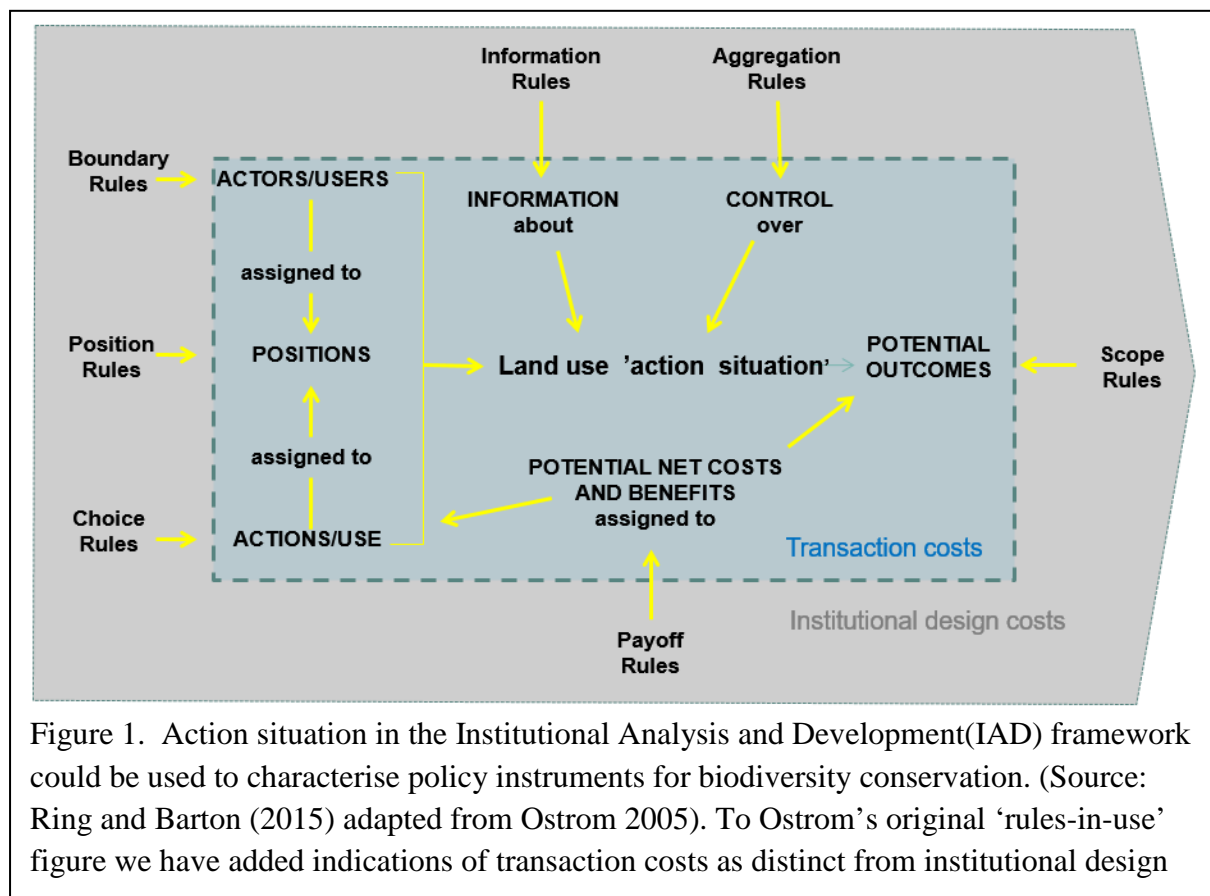 Information
Rules
Aggregation
Rules
Boundary
Rules
ACTORS/USERS
INFORMATION
about
CONTROL
over
assigned to
Position
Rules
POSITIONS
Land use 'action situation'
POTENTIAL
OUTCOMES
Scope
Rules
assigned to
POTENTIAL NET COSTS
AND BENEFITS
assigned to
Choice
Rules
ACTIONS/USE
Transaction costs
Institutional design costs
Payoff
Rules
Figure 1. Action situation in the Institutional Analysis and Development(IAD) framework
could be used to characterise policy instruments for biodiversity conservation. (Source:
Ring and Barton (2015) adapted from Ostrom 2005). To Ostrom’s original ‘rules-in-use’
figure we have added indications of transaction costs as distinct from institutional design